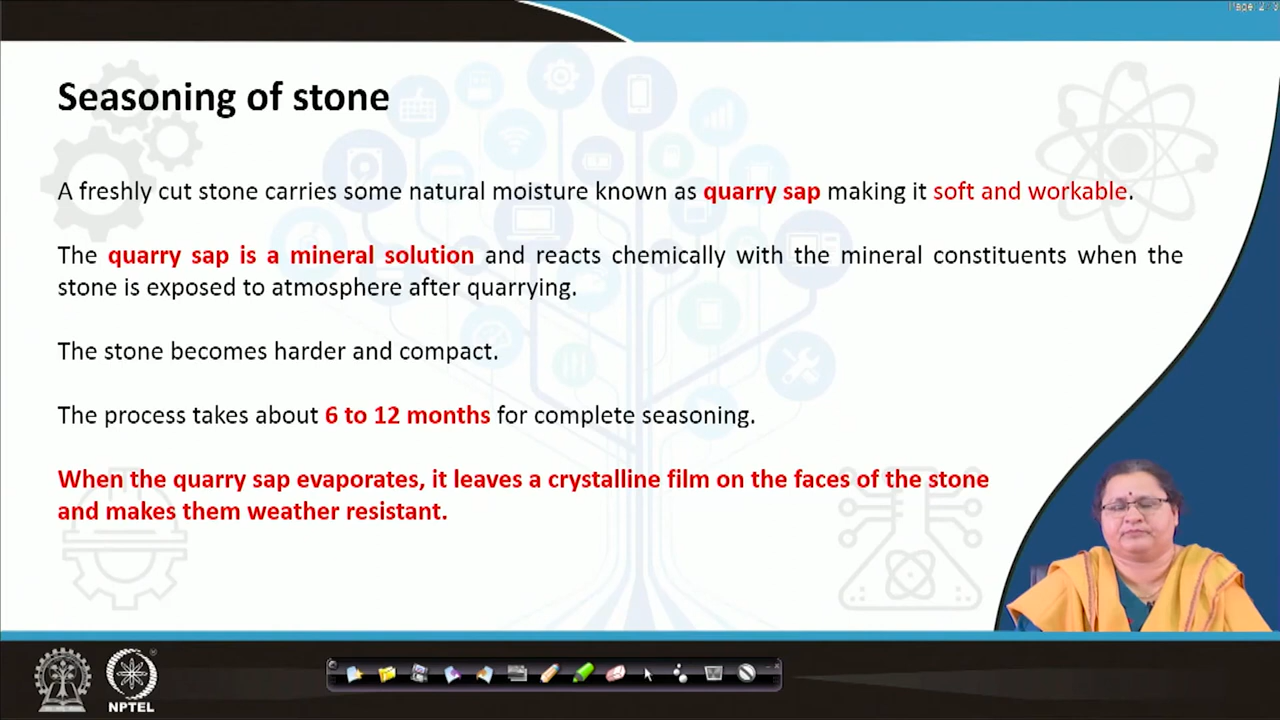 Page 2/9
Seasoning of stone
A freshly cut stone carries some natural moisture known as quarry sap making it soft and workable.
The quarry sap is a mineral solution and reacts chemically with the mineral constituents when the
stone is exposed to atmosphere after quarrying.
The stone becomes harder and compact.
The process takes about 6 to 12 months for complete seasoning.
When the quarry sap evaporates, it leaves a crystalline film on the faces of the stone
and makes them weather resistant.
NPTEL